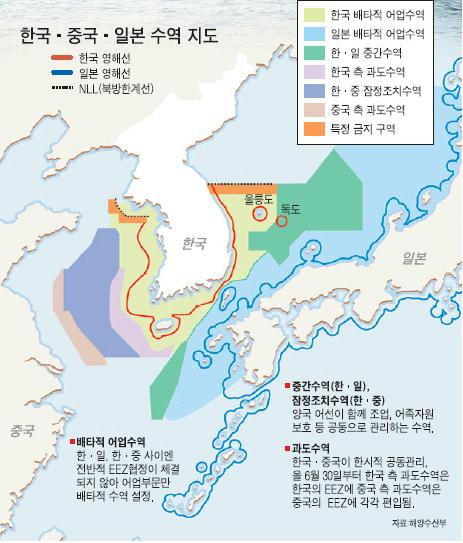 한국·중국·일본 수역 지도
한국 영해선
일본 영해선
NLL(북방한계선)
한국 배타적 어업수역
일본 배타적 어업수역
한·일 중간수역
한국 측 과도수역
한·중 잠정조치수역
중국 측 과도수역
특정 금지 구역
울릉도
독도
한국
일본
중국
■중간수역(한·일),
잠정조치수역(한·중)
양국 어선이 함께 조업, 어족자원
보호 등 공동으로 관리하는 수역.
■배타적 어업수역
한·일, 한·중 사이엔
전반적 EEZ협정이 체결
되지 않아 어업부문만
배타적 수역 설정.
■과도수역
한국·중국이 한시적 공동관리,
올 6월 30일부터 한국 측 과도수역은
한국의 EEZ에 중국 측 과도수역은
중국의 EEZ에 각각 편입됨.
자료:해양수산부